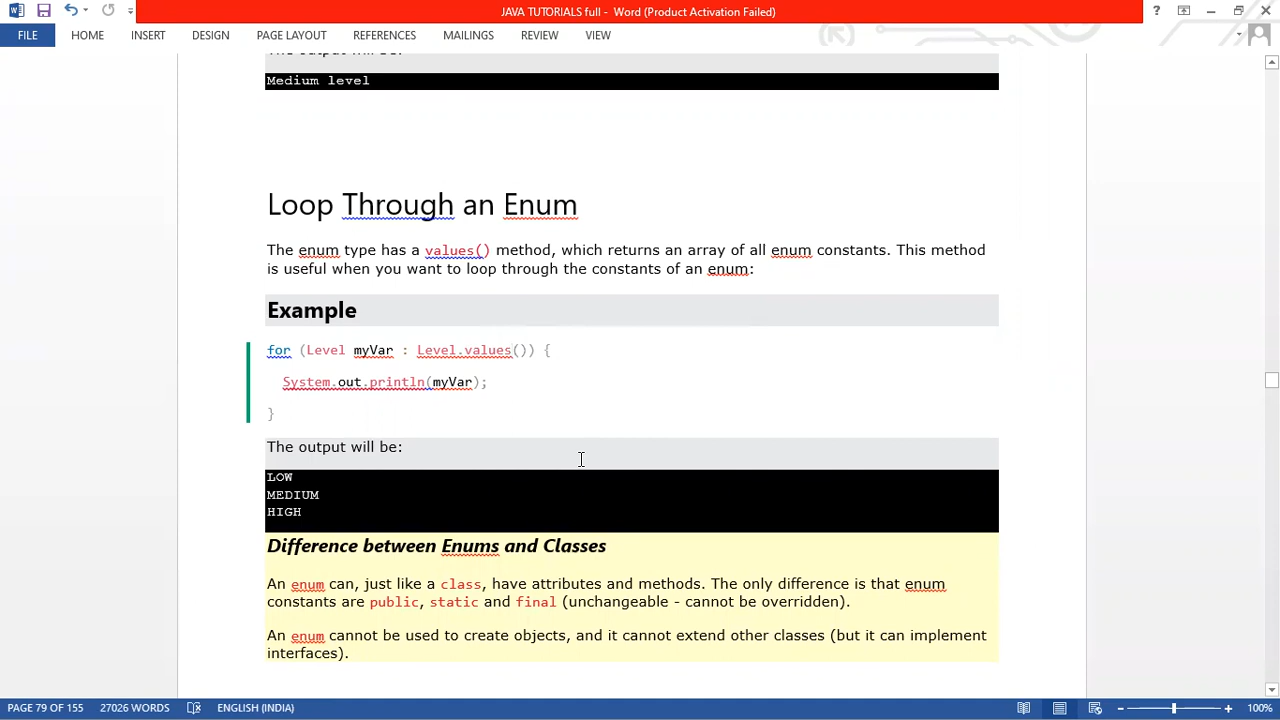 JAVA TUTORIALS full - Word (Product Activation Failed)
FILE HOME INSERT DESIGN PAGE LAYOUT REFERENCES MAILINGS REVIEW VIEW
The output will be:
Medium level
Loop Through an Enum
The enum type has a values() method, which returns an array of all enum constants. This method
is useful when you want to loop through the constants of an enum:
Example
for (Level myVar : Level.values()) {
System.out.println(myVar);
}
The output will be:
LOW
MEDIUM
HIGH
Difference between Enums and Classes
An enum can, just like a class, have attributes and methods. The only difference is that enum
constants are public, static and final (unchangeable - cannot be overridden).
An enum cannot be used to create objects, and it cannot extend other classes (but it can implement
interfaces).
PAGE 79 OF 155 27026 WORDS ENGLISH (INDIA) 100%